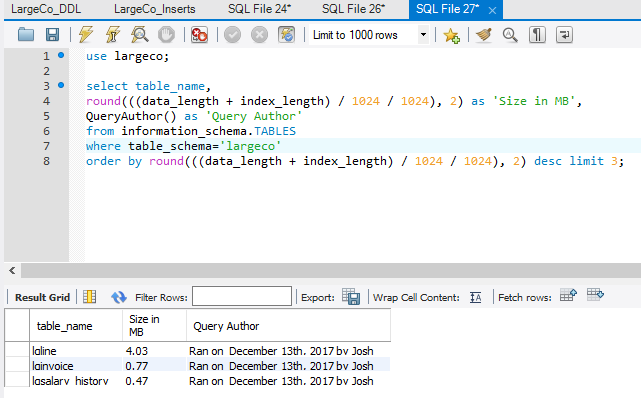 LargeCo_DDL LargeCo_Inserts SQL File 24* SQL File 26* SQL File 27* ×
Limit to 1000 rows
1 use largeco;
2
3 select table_name,
4 round(((data_length + index_length) / 1024 / 1024), 2) as 'Size in MB',
5 QueryAuthor() as 'Query Author'
6 from information_schema.TABLES
7 where table_schema='largeco'
8 order by round(((data_length + index_length) / 1024 / 1024), 2) desc limit 3;
Result Grid Filter Rows: Export: Wrap Cell Content: Fetch rows:
table_name Size in MB Query Author
lgline 4.03 Ran on December 13th, 2017 by Josh
lginvoice 0.77 Ran on December 13th, 2017 by Josh
lgsalary_history 0.47 Ran on December 13th, 2017 by Josh